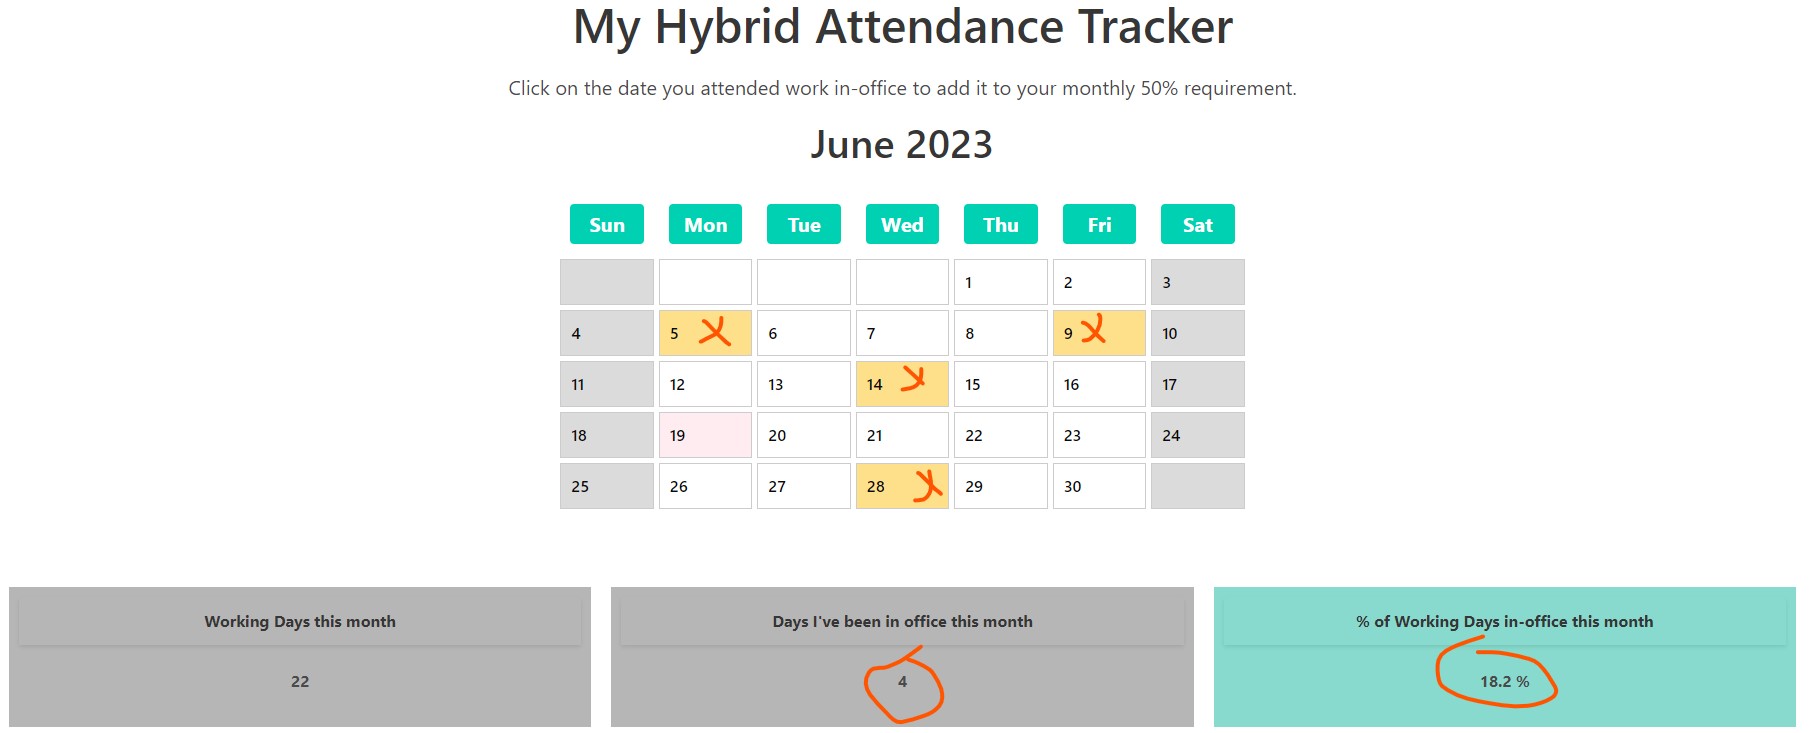 My Hybrid Attendance Tracker
Click on the date you attended work in-office to add it to your monthly 50% requirement.
June 2023
Sun Mon Tue Wed Thu Fri Sat
1 2 3
4 5 6 7 8 9 10
11 12 13 14 15 16 17
18 19 20 21 22 23 24
25 26 27 28 29 30
Working Days this month Days I've been in office this month % of Working Days in-office this month
22 4 18.2 %